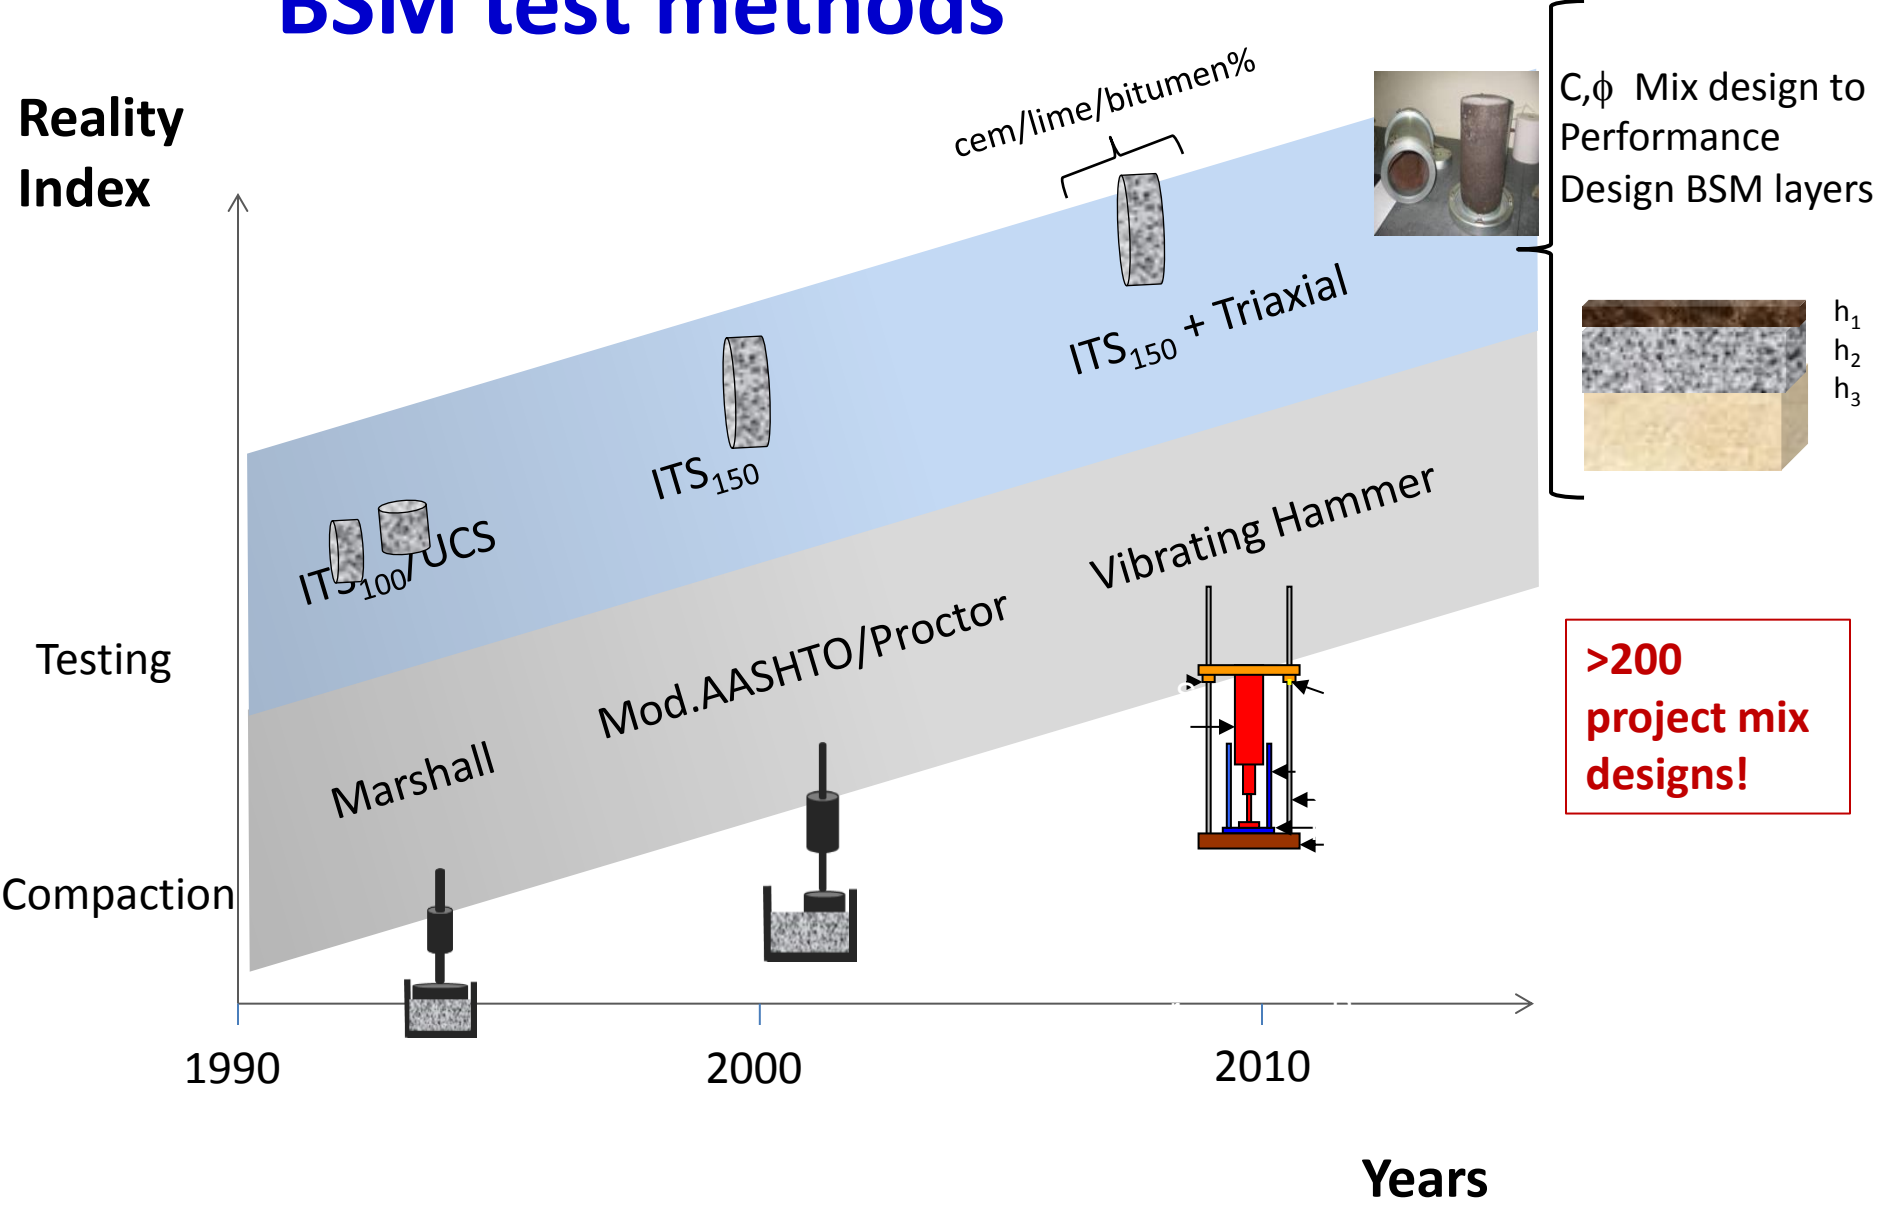 BSM test methods
Reality
Index
cem/lime/bitumen%
C,ϕ Mix design to
Performance
Design BSM layers
ITS150 + Triaxial
h1
h2
h3
ITS150
ITS100/UCS
Vibrating Hammer
Mod.AASHTO/Proctor
Marshall
Testing
Compaction
>200
project mix
designs!
1990
2000
2010
Years